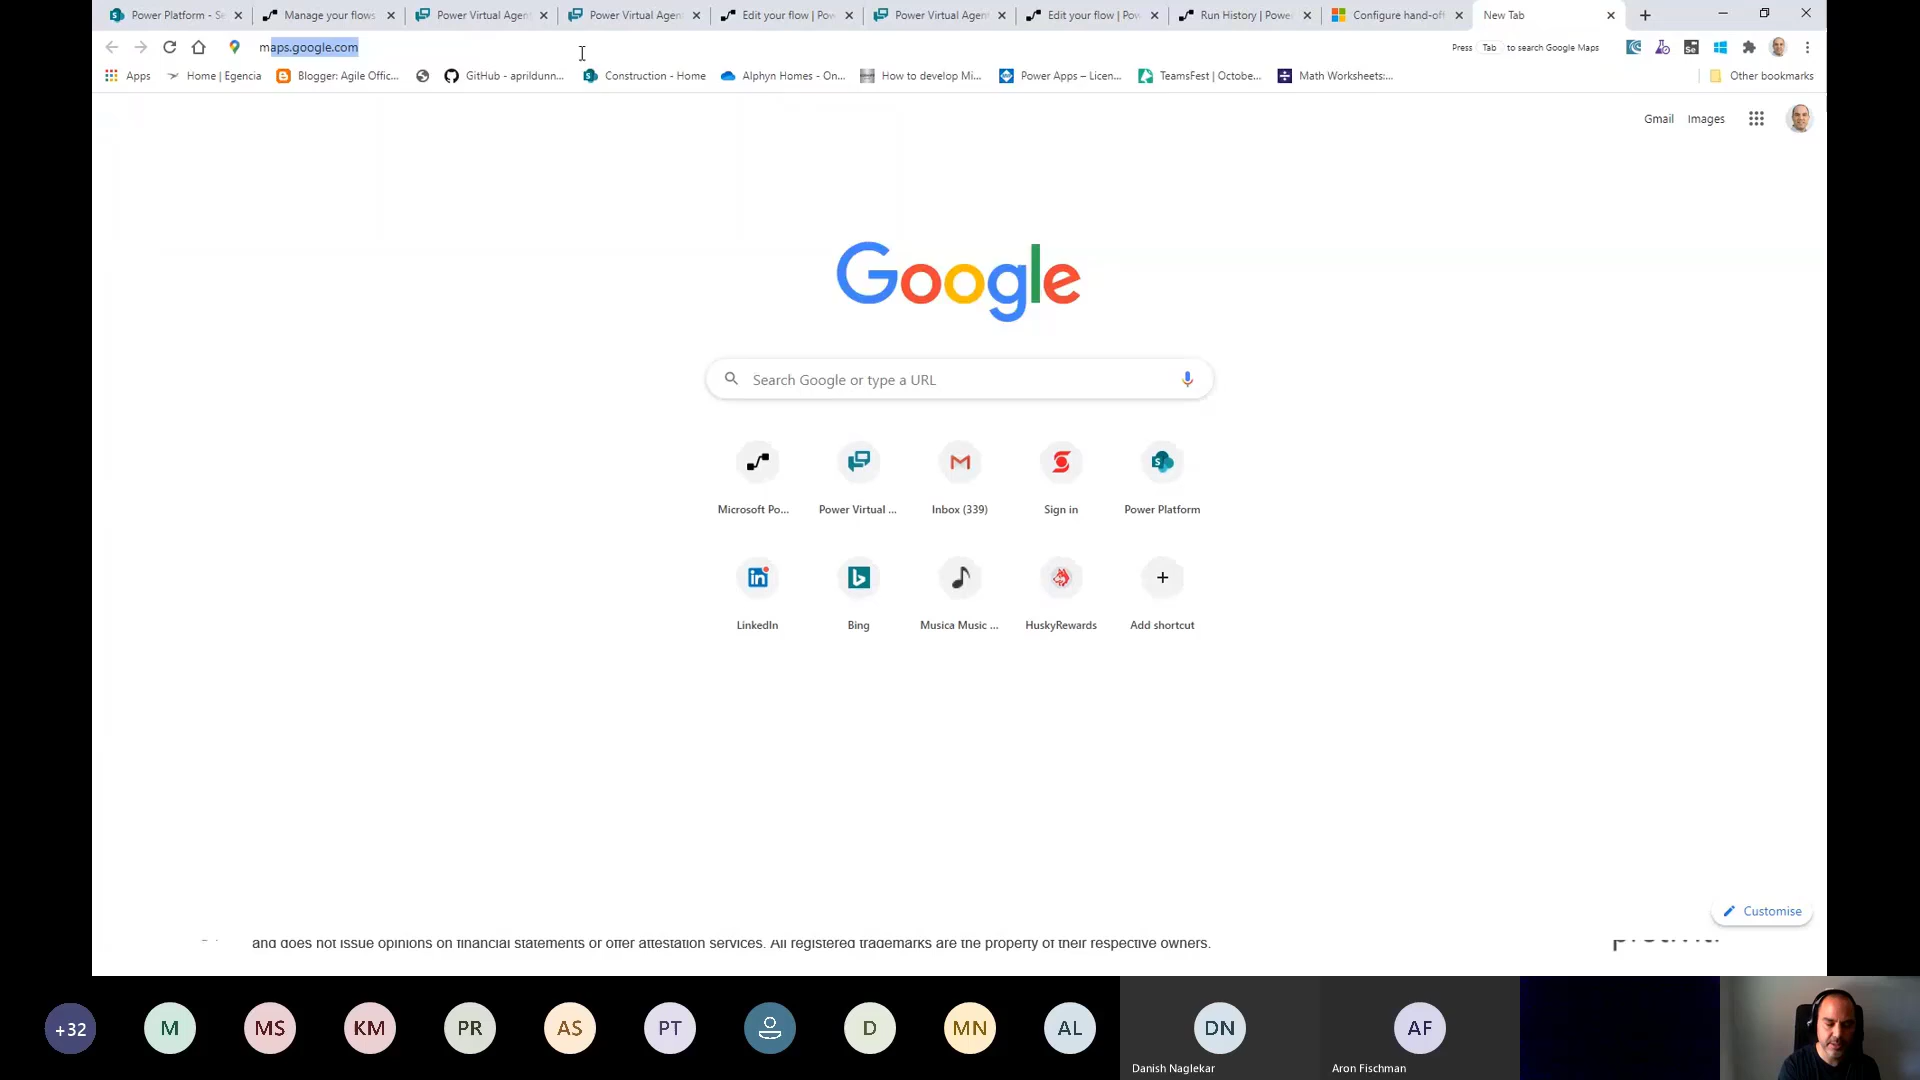 Power Platform - Se
Manage your flows
Power Virtual Agen
Power Virtual Agen
Edit your flow | Pow
Power Virtual Agen
Edit your flow | Pow
Run History | Power
Configure hand-off
New Tab
maps.google.com
Press Tab to search Google Maps
Apps
Home | Egencia
Blogger: Agile Offic...
GitHub - aprildunn...
Construction - Home
Alphyn Homes - On...
How to develop Mi...
Power Apps – Licen...
TeamsFest | Octobe...
Math Worksheets:...
Other bookmarks
Gmail
Images
Google
Search Google or type a URL
Microsoft Po...
Power Virtual ...
Inbox (339)
Sign in
Power Platform
LinkedIn
Bing
Musica Music ...
HuskyRewards
Add shortcut
Customise
and does not issue opinions on financial statements or offer attestation services. All registered trademarks are the property of their respective owners.
+32
M
MS
KM
PR
AS
PT
D
MN
AL
DN
AF
Danish Naglekar
Aron Fischman